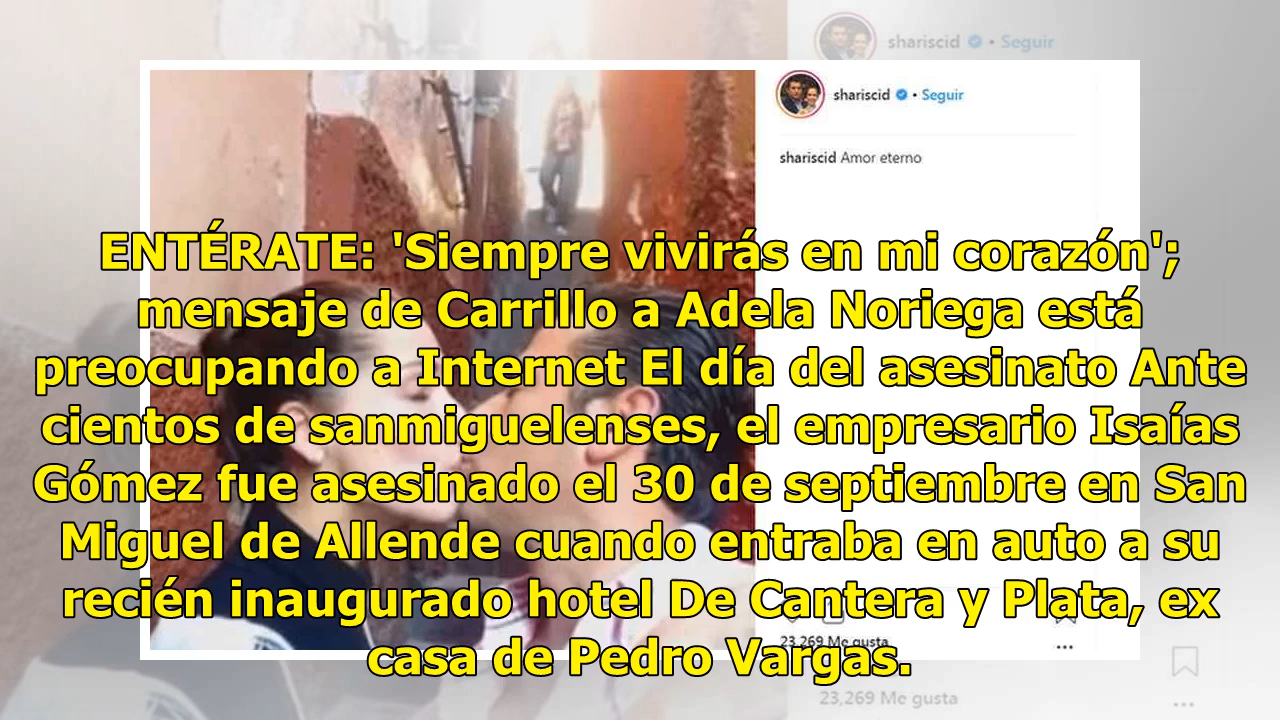 shariscid • Seguir
shariscid • Seguir
shariscid Amor eterno
ENTÉRATE: 'Siempre vivirás en mi corazón';
mensaje de Carrillo a Adela Noriega está
preocupando a Internet El día del asesinato Ante
cientos de sanmiguelenses, el empresario Isaías
Gómez fue asesinado el 30 de septiembre en San
Miguel de Allende cuando entraba en auto a su
recién inaugurado hotel De Cantera y Plata, ex
23,269 Me gusta
casa de Pedro Vargas.
23,269 Me gusta